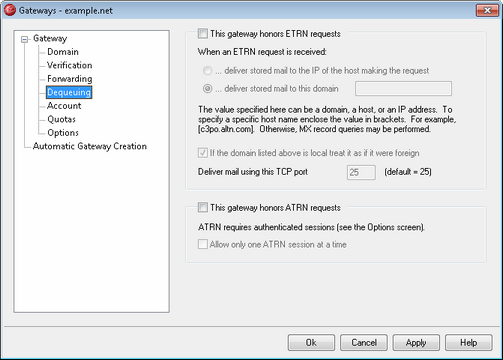 Gateways - example.net
Gateway
Domain
Verification
Forwarding
Dequeuing
Account
Quotas
Options
Automatic Gateway Creation
This gateway honors ETRN requests
When an ETRN request is received:
... deliver stored mail to the IP of the host making the request
... deliver stored mail to this domain
The value specified here can be a domain, a host, or an IP address. To
specify a specific host name enclose the value in brackets. For example,
[c3po.altn.com]. Otherwise, MX record queries may be performed.
If the domain listed above is local treat it as if it were foreign
Deliver mail using this TCP port 25 (default = 25)
This gateway honors ATRN requests
ATRN requires authenticated sessions (see the Options screen).
Allow only one ATRN session at a time
Ok Cancel Apply Help